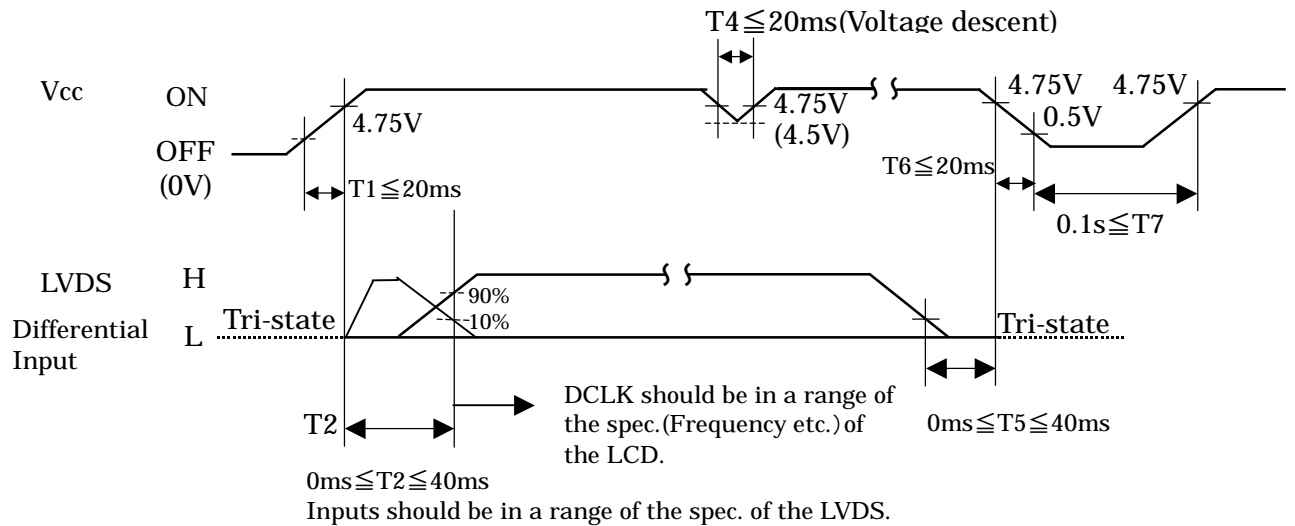 T4≦20ms(Voltage descent)
Vcc
ON
4.75V
4.75V
(4.5V)
4.75V
4.75V
0.5V
OFF
(0V)
T1≦20ms
T6≦20ms
0.1s≦T7
LVDS
H
90%
10%
Differential
Input
L
Tri-state
Tri-state
T2
DCLK should be in a range of
the spec.(Frequency etc.)of
the LCD.
0ms≦T5≦40ms
0ms≦T2≦40ms
Inputs should be in a range of the spec. of the LVDS.